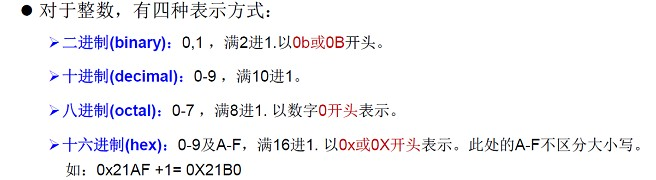 ● 对于整数，有四种表示方式：
➢二进制(binary)：0,1 ，满2进1.以0b或0B开头。
➢十进制(decimal)：0-9 ，满10进1。
➢八进制(octal)：0-7 ，满8进1. 以数字0开头表示。
➢十六进制(hex)：0-9及A-F，满16进1. 以0x或0X开头表示。此处的A-F不区分大小写。
如：0x21AF +1= 0X21B0